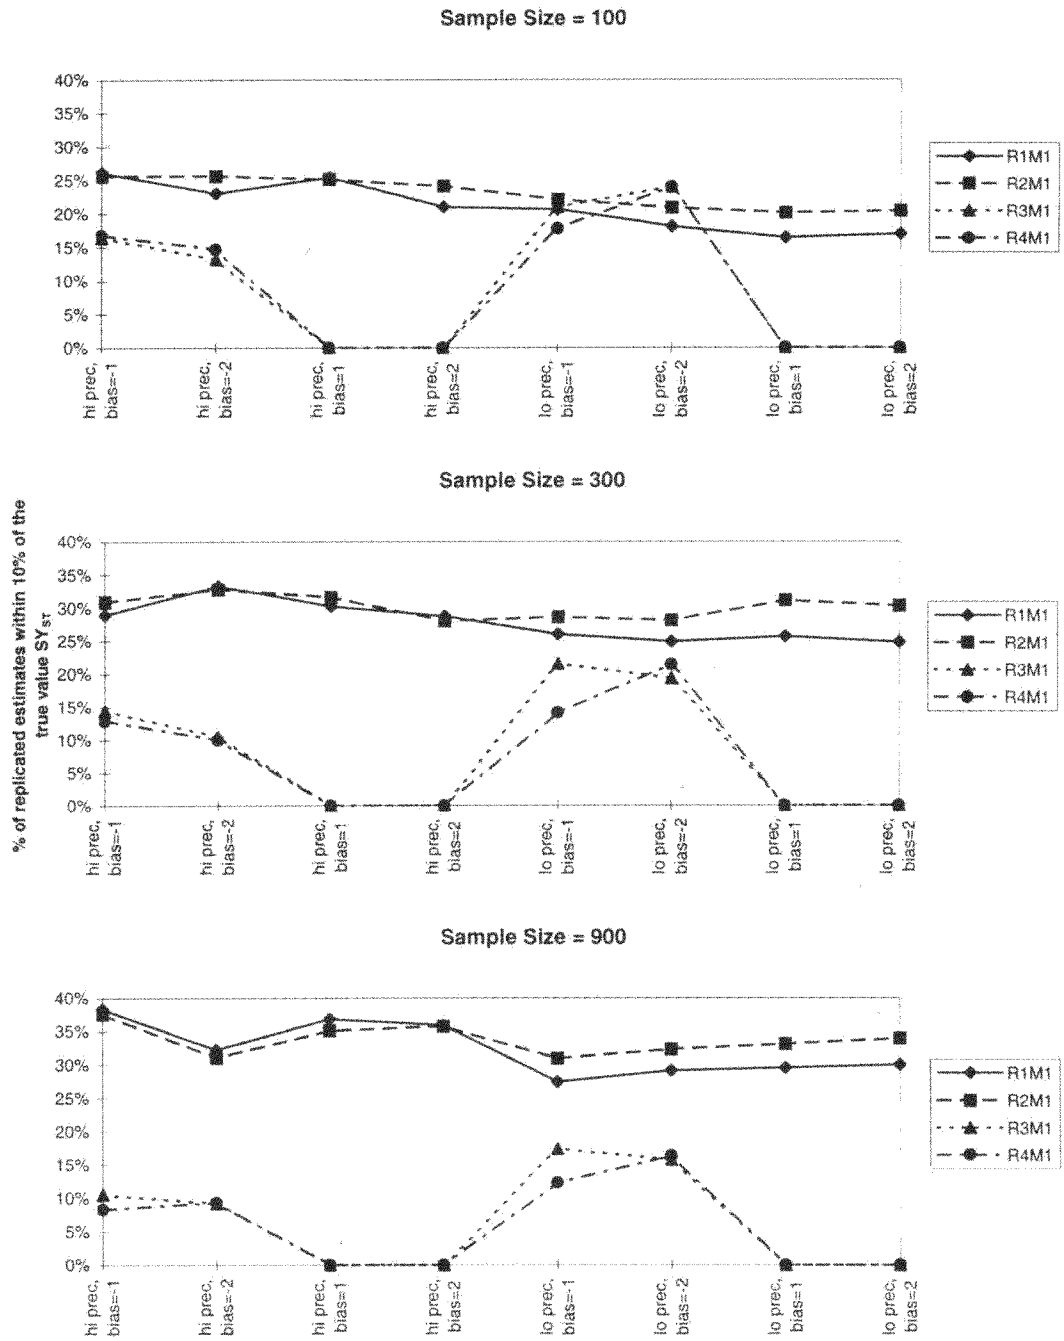 Sample Size = 100
40%
35%
30%
25%
20%
15%
10%
5%
0%
hi prec,
bias=-1
hi prec,
bias=-2
hi prec,
bias=1
hi prec,
bias=2
lo prec,
bias=-1
lo prec,
bias=-2
lo prec,
bias=1
lo prec,
bias=2
R1M1
R2M1
R3M1
R4M1
Sample Size = 300
% of replicated estimates within 10% of the
true value SYST
40%
35%
30%
25%
20%
15%
10%
5%
0%
hi prec,
bias=-1
hi prec,
bias=-2
hi prec,
bias=1
hi prec,
bias=2
lo prec,
bias=-1
lo prec,
bias=-2
lo prec,
bias=1
lo prec,
bias=2
R1M1
R2M1
R3M1
R4M1
Sample Size = 900
40%
35%
30%
25%
20%
15%
10%
5%
0%
hi prec,
bias=-1
hi prec,
bias=-2
hi prec,
bias=1
hi prec,
bias=2
lo prec,
bias=-1
lo prec,
bias=-2
lo prec,
bias=1
lo prec,
bias=2
R1M1
R2M1
R3M1
R4M1